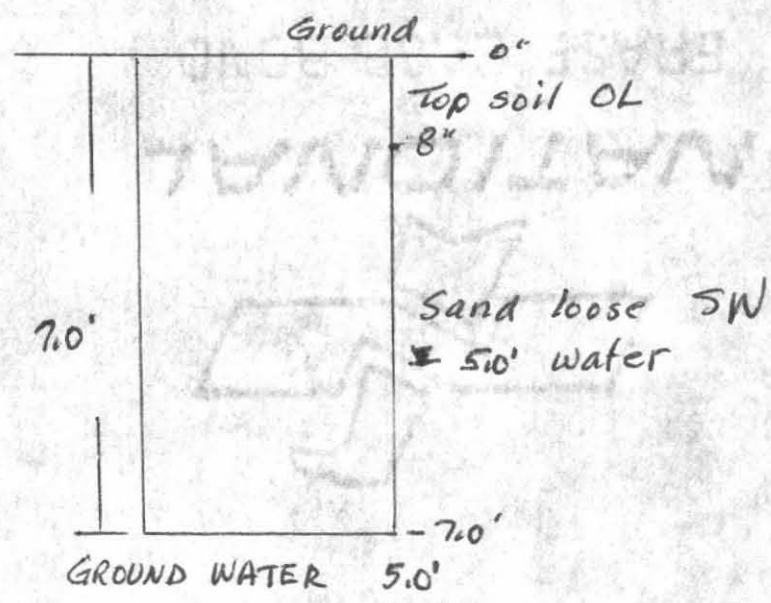 Ground
0"
Top soil OL
8"
7.0'
Sand loose SW
5.0' water
-7.0'
GROUND WATER 5.0'